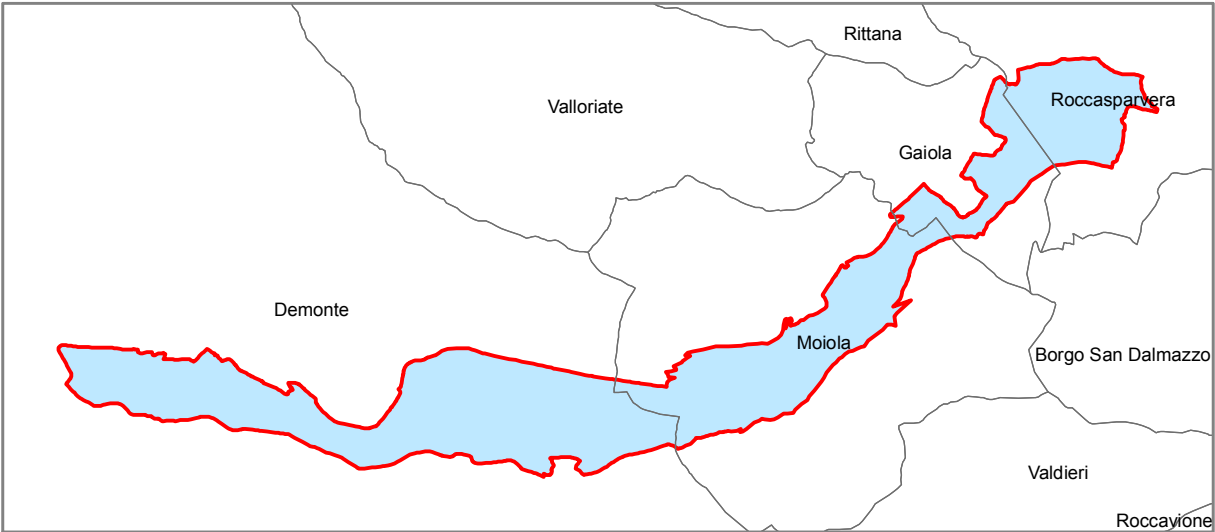 Rittana
Valloriate
Roccasparvera
Gaiola
Demonte
Moiola
Borgo San Dalmazzo
Valdieri
Roccavione